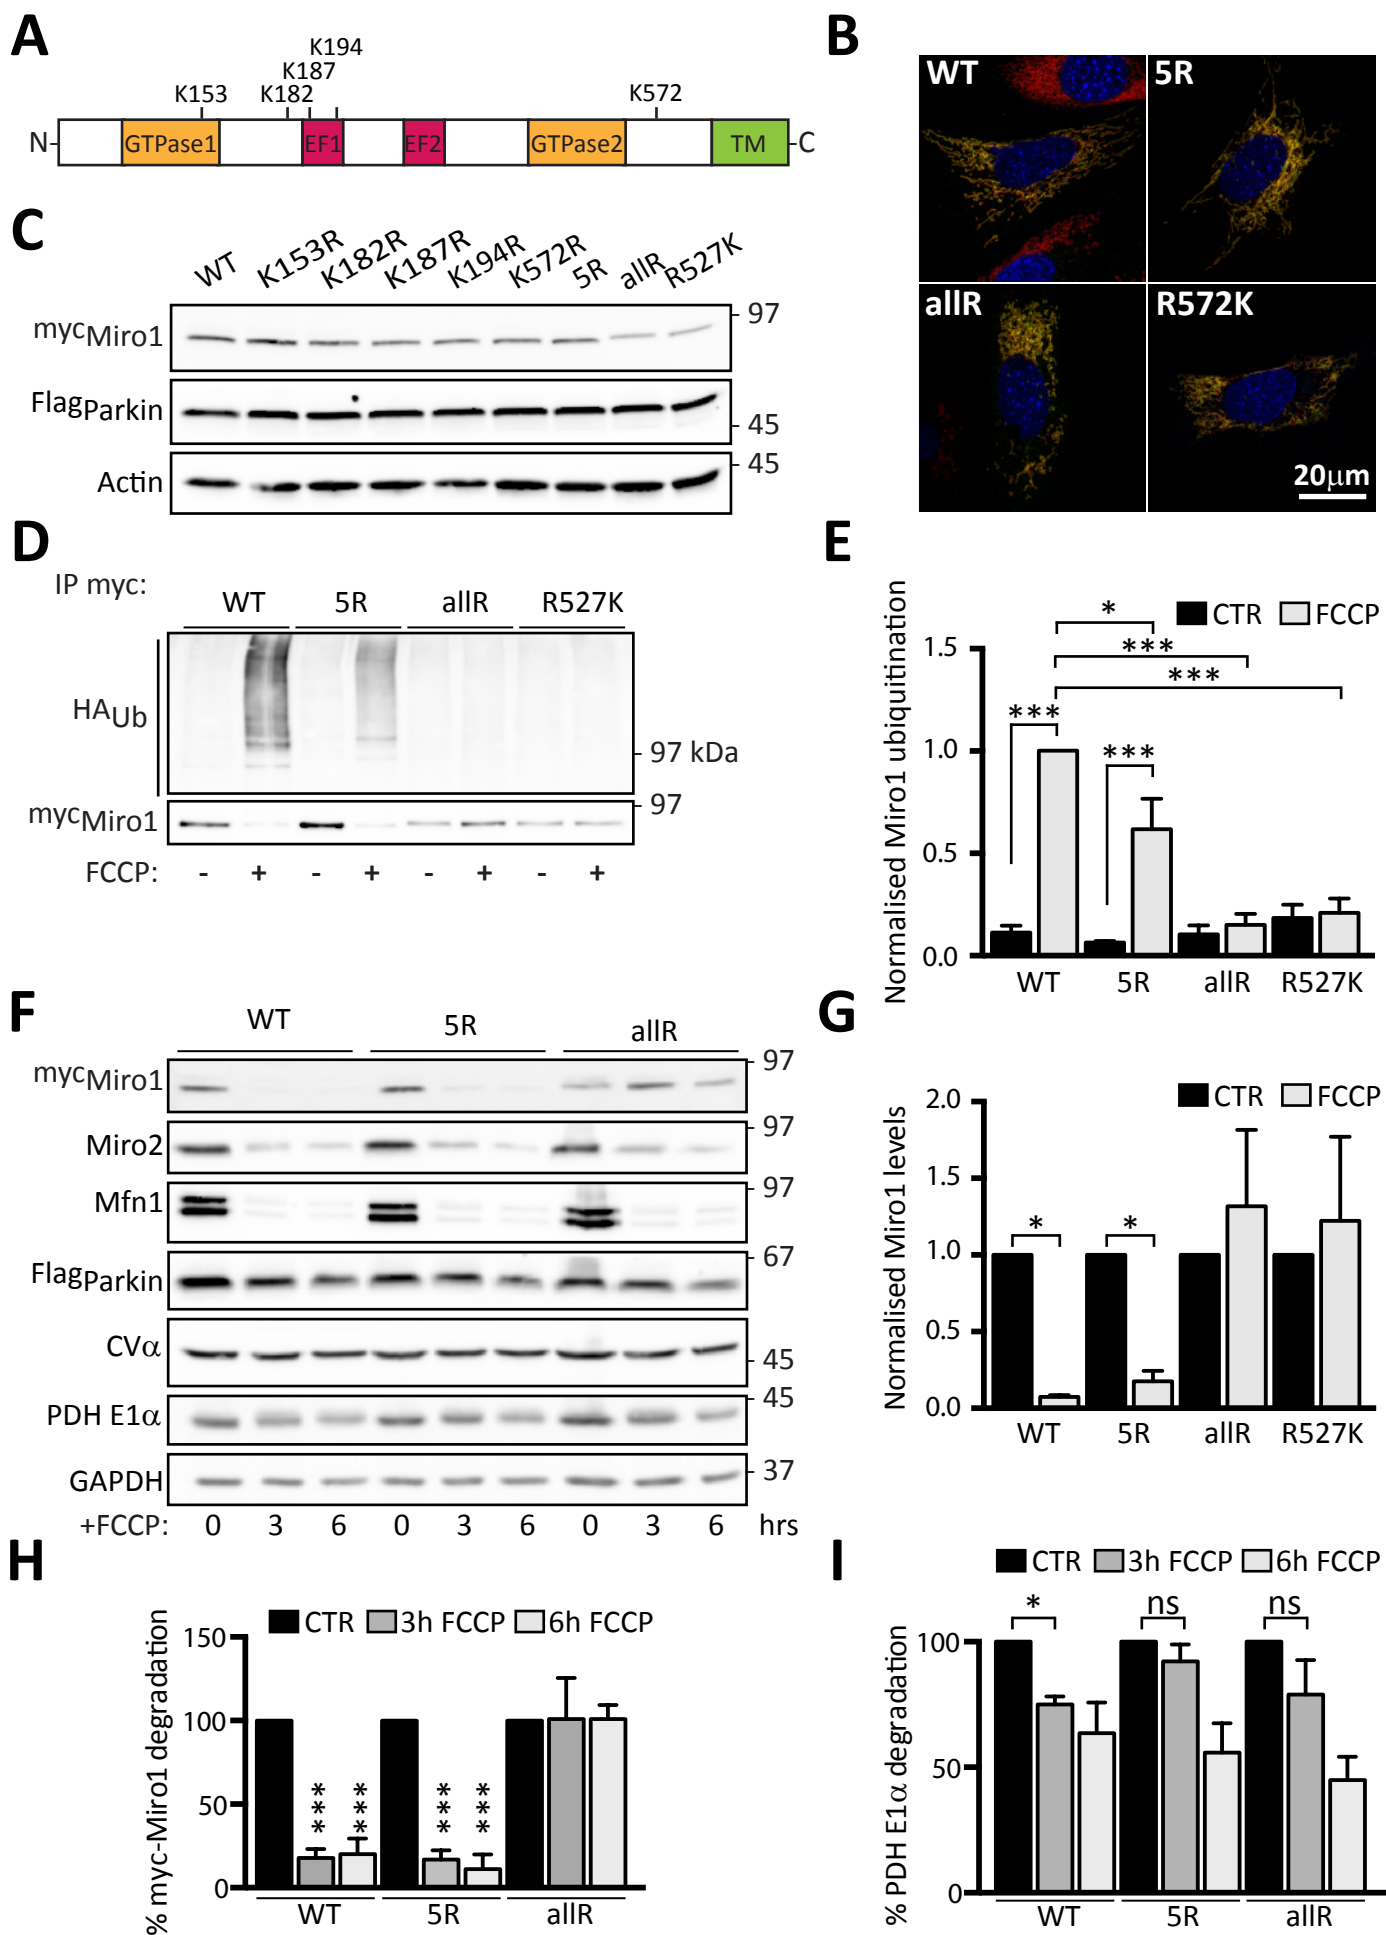 A
K194
K187
K153 K182 K572
N- GTPase1 EF1 EF2 GTPase2 TM -C
B
WT 5R
allR R572K
20µm
C
WT K153R K182R K187R K194R K572R 5R allR R527K
mycMiro1 97
FlagParkin 45
Actin 45
D
IP myc:
WT 5R allR R527K
HAUb 97 kDa
mycMiro1 97
FCCP: - + - + - + - +
E
CTR FCCP
Normalised Miro1 ubiquitination
* *** *** *** ***
1.5
1.0
0.5
0.0
WT 5R allR R527K
F
WT 5R allR
mycMiro1 97
Miro2 97
Mfn1 97
FlagParkin 67
CVα 45
PDH E1α 45
GAPDH 37
+FCCP: 0 3 6 0 3 6 0 3 6 hrs
G
CTR FCCP
Normalised Miro1 levels
2.0
1.5
1.0
0.5
0.0
* *
WT 5R allR R527K
H
CTR 3h FCCP 6h FCCP
% myc-Miro1 degradation
150
100
50
0
*** *** *** ***
WT 5R allR
I
CTR 3h FCCP 6h FCCP
% PDH E1α degradation
* ns ns
100
50
0
WT 5R allR